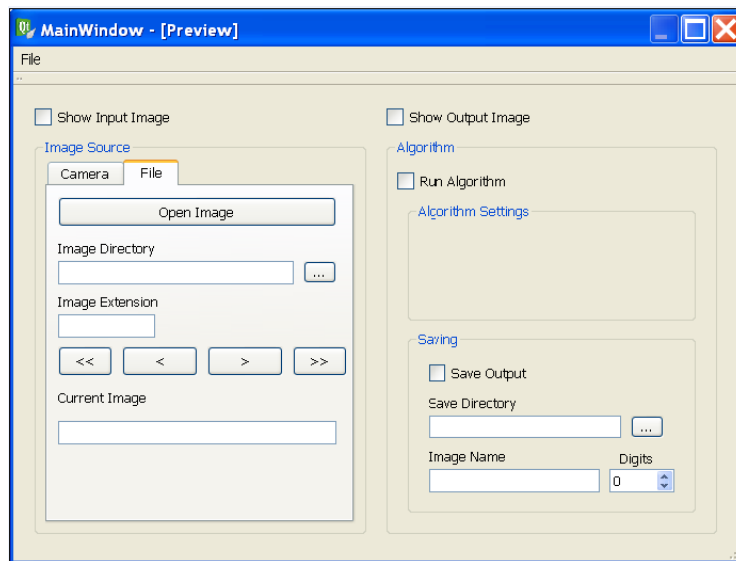 MainWindow - [Preview]
File
Show Input Image
Show Output Image
Image Source
Camera
File
Open Image
Image Directory
...
Image Extension
<<
<
>
>>
Current Image
Algorithm
Run Algorithm
Algorithm Settings
Saving
Save Output
Save Directory
...
Image Name
Digits
0